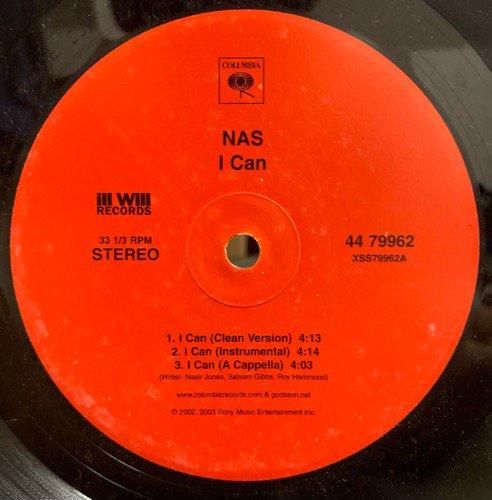 COLUMBIA
NAS
I Can
ill Will
RECORDS
33 1/3 RPM
STEREO
44 79962
XSS79962A
1. I Can (Clean Version) 4:13
2. I Can (Instrumental) 4:14
3. I Can (A Cappella) 4:03
(Writer- Nasir Jones, Salaam Gibbs, Roy Hammond)
www.columbiarecords.com & godsson.net
© 2002, 2003 Sony Music Entertainment Inc.